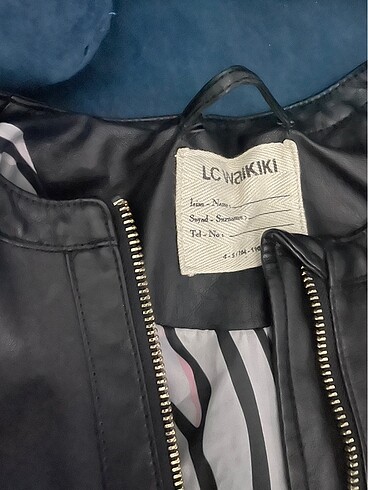 LC WAIKIKI
İsim - Name :
Soyad - Surname :
Tel - No :